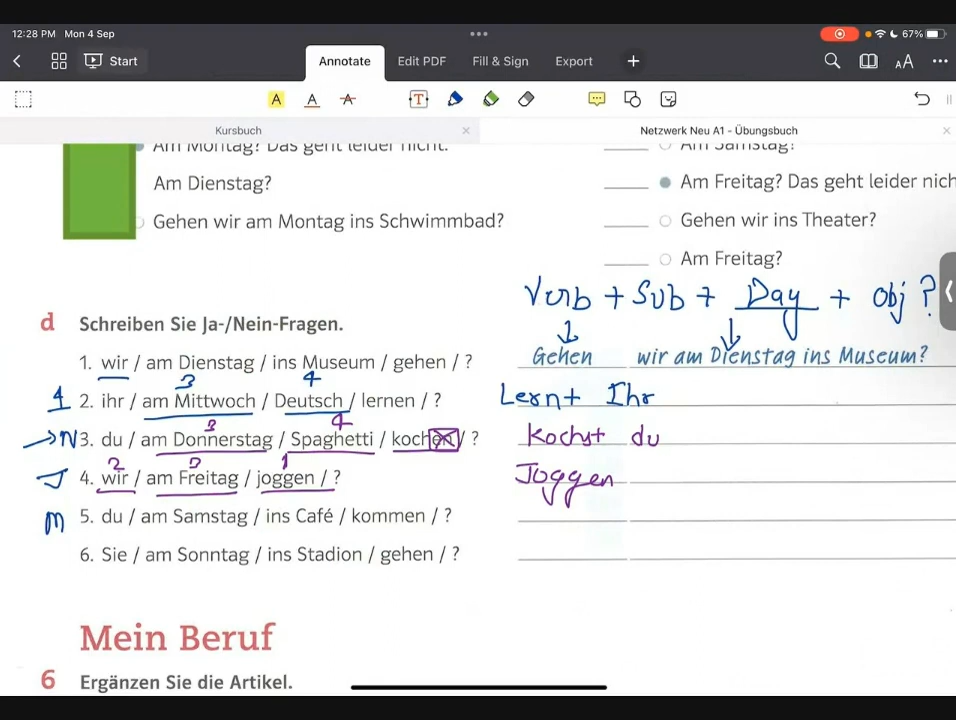 12:28 PM Mon 4 Sep
67%
Start
Annotate
Edit PDF
Fill & Sign
Export
A
A
A
T
AA
Kursbuch
Netzwerk Neu A1 - Übungsbuch
Am Montag? Das geht leider nicht.
Am Samstag?
Am Dienstag?
Am Freitag? Das geht leider nich
Gehen wir am Montag ins Schwimmbad?
Gehen wir ins Theater?
Am Freitag?
Verb + Sub + Day + Obj ?
d Schreiben Sie Ja-/Nein-Fragen.
1. wir / am Dienstag / ins Museum / gehen / ?
Gehen wir am Dienstag ins Museum?
3 4
2. ihr / am Mittwoch / Deutsch / lernen / ?
Lernt Ihr
3 4
N 3. du / am Donnerstag / Spaghetti / kochen / ?
Kochst du
2 3 1
J 4. wir / am Freitag / joggen / ?
Joggen
m 5. du / am Samstag / ins Café / kommen / ?
6. Sie / am Sonntag / ins Stadion / gehen / ?
Mein Beruf
6 Ergänzen Sie die Artikel.